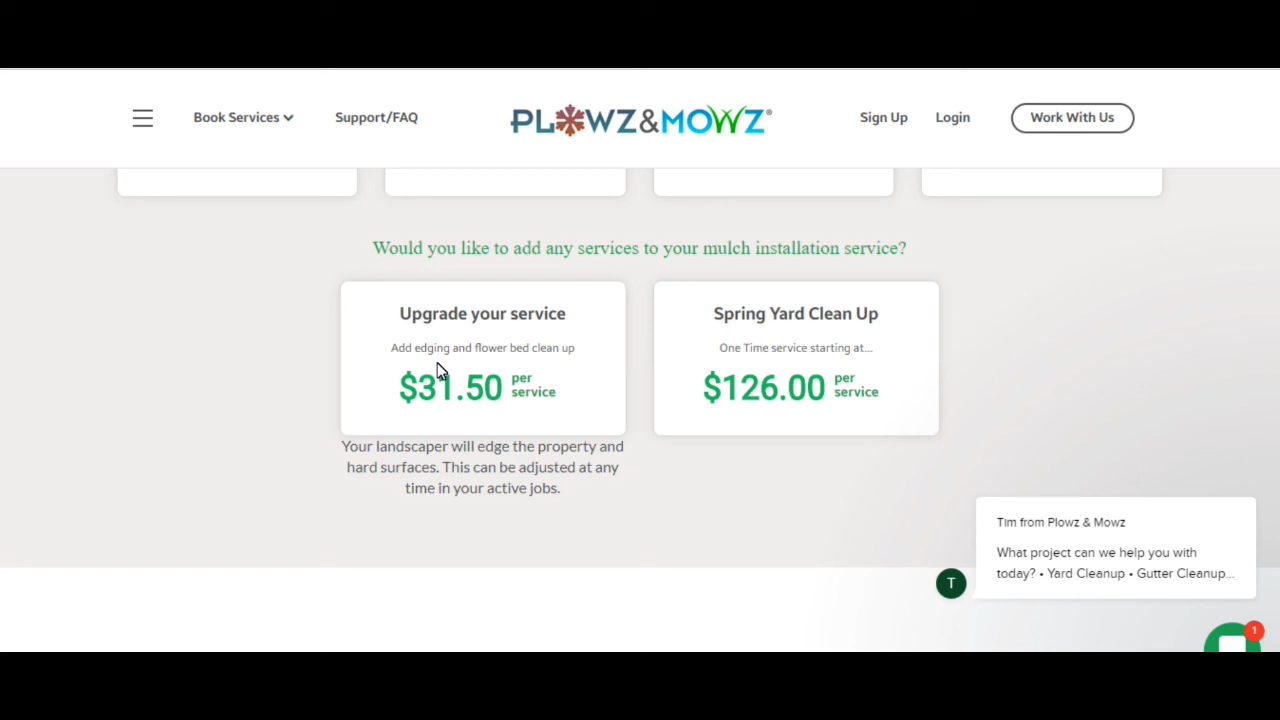 Book Services
Support/FAQ
PLOWZ&MOWZ®
Sign Up
Login
Work With Us
Would you like to add any services to your mulch installation service?
Upgrade your service
Add edging and flower bed clean up
$31.50 per service
Your landscaper will edge the property and
hard surfaces. This can be adjusted at any
time in your active jobs.
Spring Yard Clean Up
One Time service starting at...
$126.00 per service
Tim from Plowz & Mowz
What project can we help you with
today? • Yard Cleanup • Gutter Cleanup...
T
1